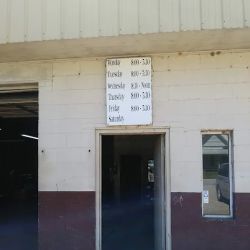 Monday 8:00 - 5:30
Tuesday 8:00 - 5:30
Wednesday 8:00 - Noon
Thursday 8:00 - 5:30
Friday 8:00 - 5:30
Saturday